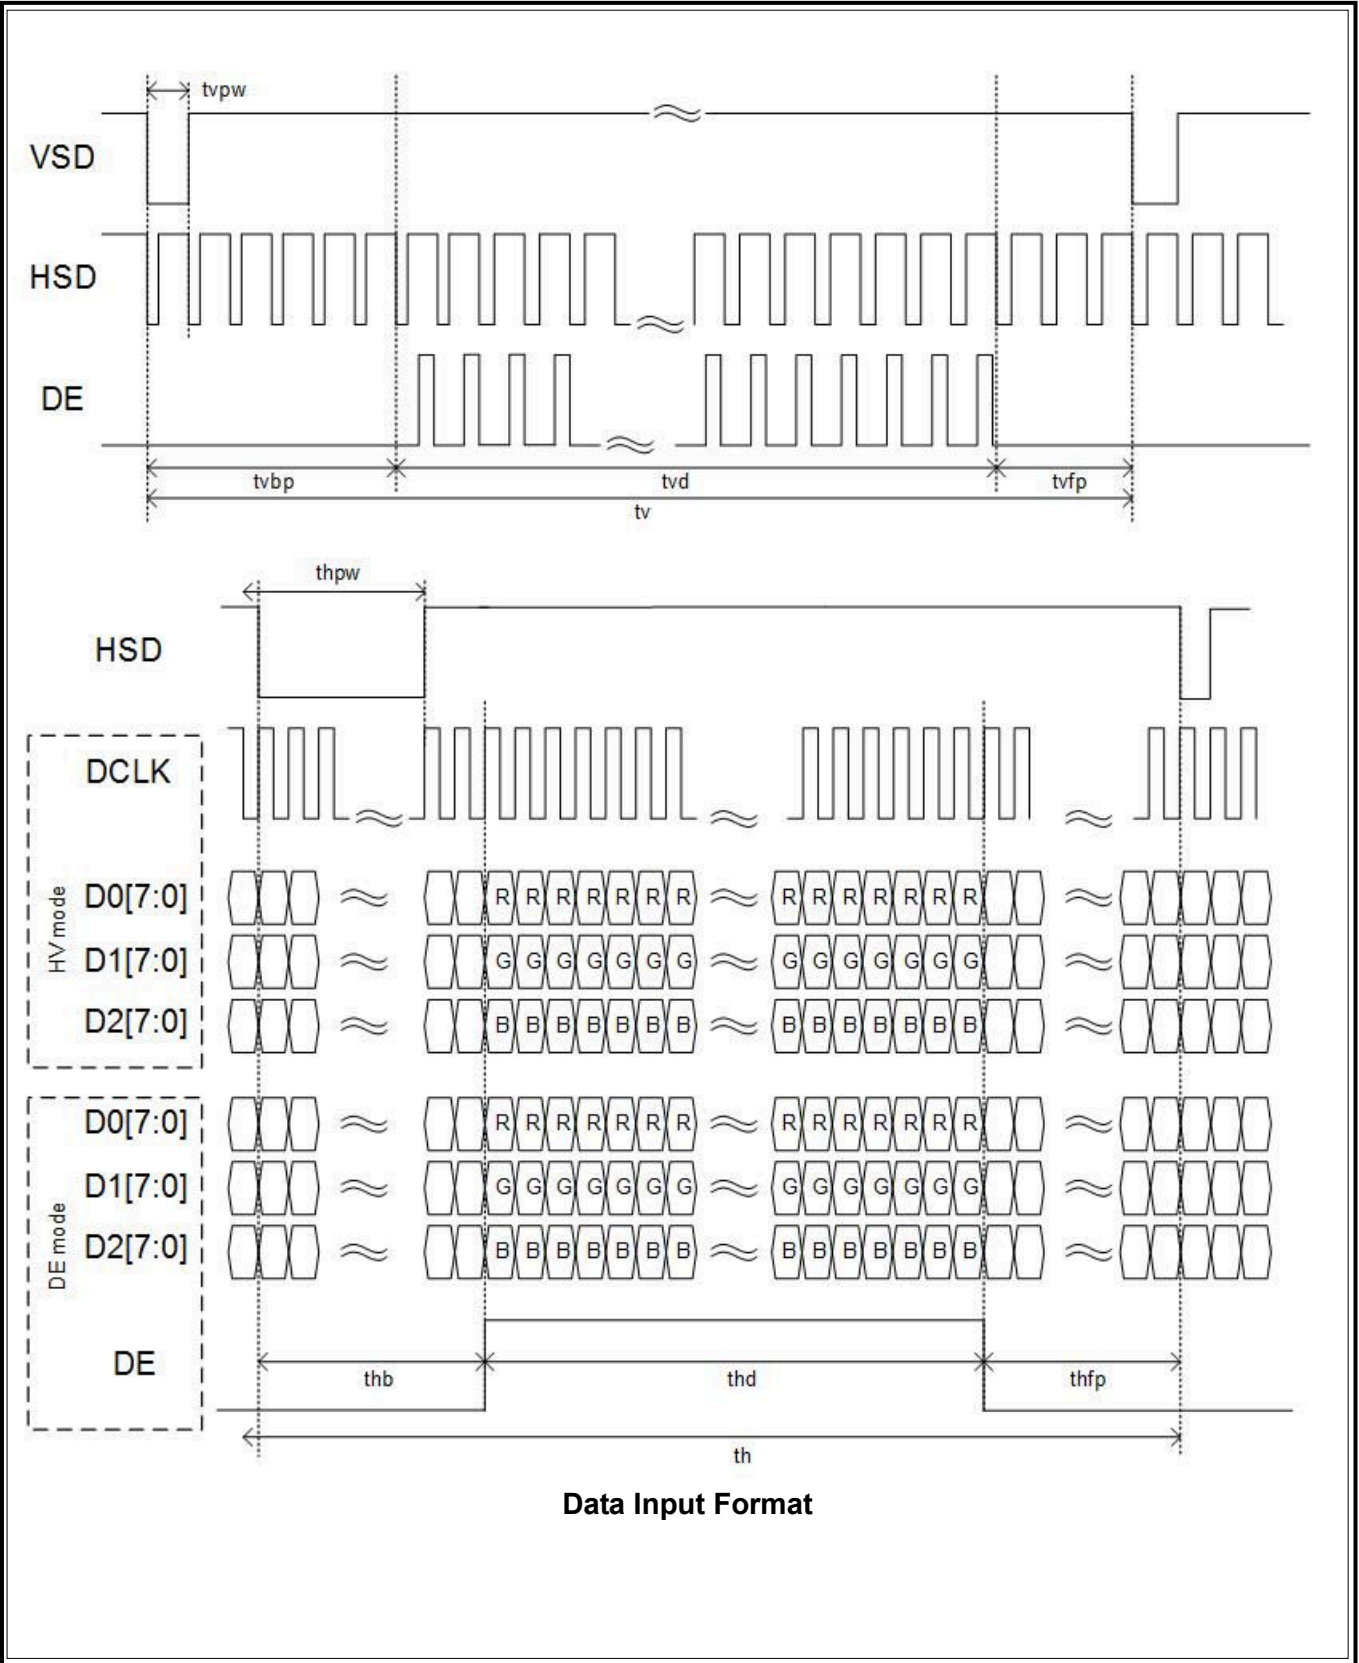 tvpw
VSD
HSD
DE
tvbp tvd tvfp
tv
thpw
HSD
DCLK
HV mode
D0[7:0] R R R R R R R R R R R R R R
D1[7:0] G G G G G G G G G G G G G G
D2[7:0] B B B B B B B B B B B B B B
DE mode
D0[7:0] R R R R R R R R R R R R R R
D1[7:0] G G G G G G G G G G G G G G
D2[7:0] B B B B B B B B B B B B B B
DE
thb thd thfp
th
Data Input Format